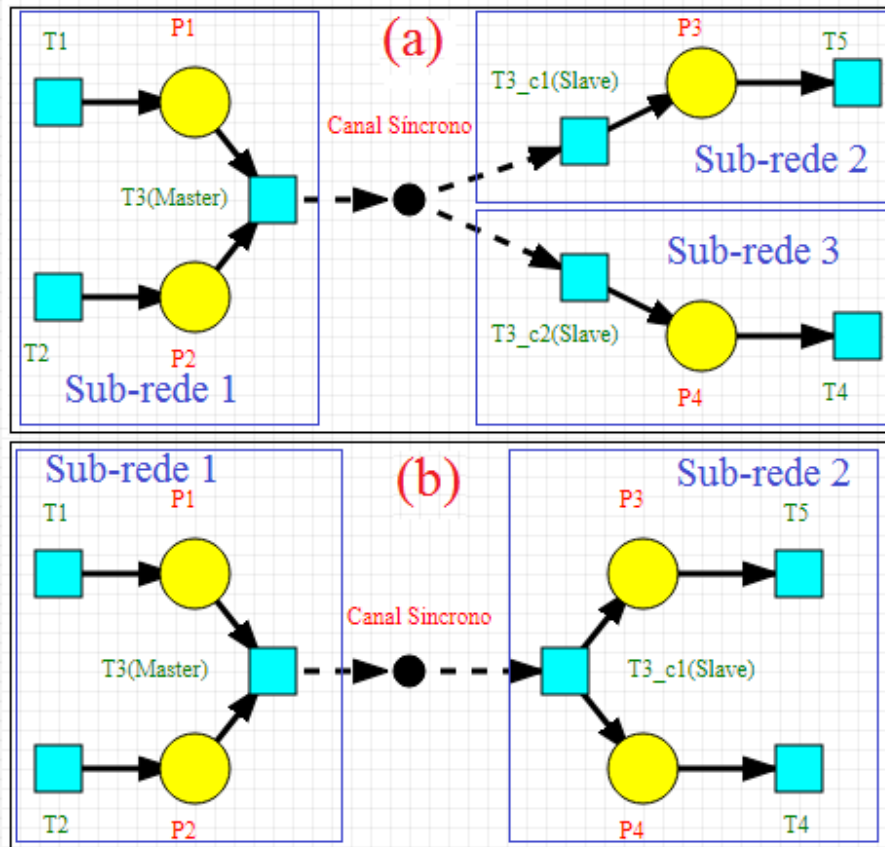 T1
P1
(a)
P3
T5
T3_c1(Slave)
Canal Síncrono
Sub-rede 2
T3(Master)
Sub-rede 3
T3_c2(Slave)
T2
P2
Sub-rede 1
P4
T4
Sub-rede 1
(b)
Sub-rede 2
T1
P1
P3
T5
Canal Síncrono
T3(Master)
T3_c1(Slave)
T2
P2
P4
T4